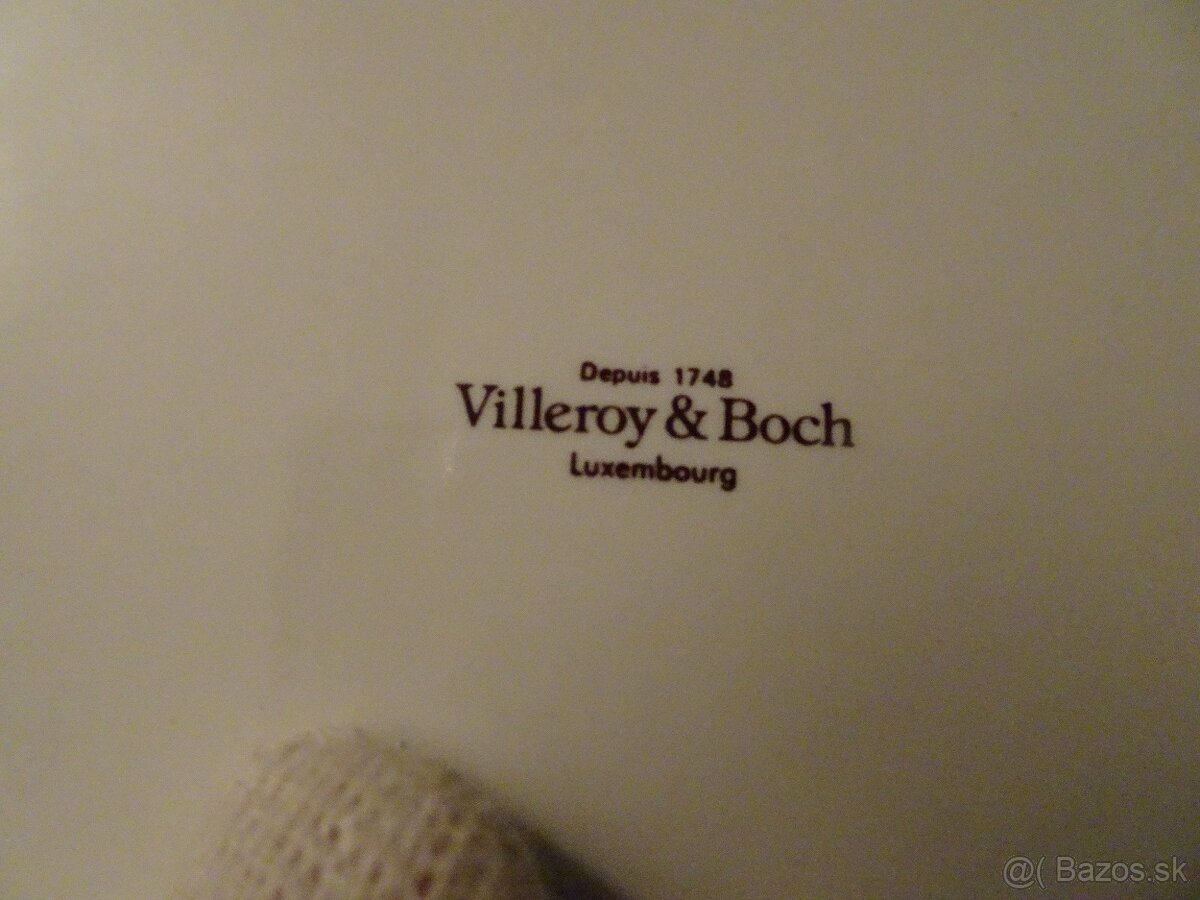 Depuis 1748
Villeroy & Boch
Luxembourg
@( Bazos.sk